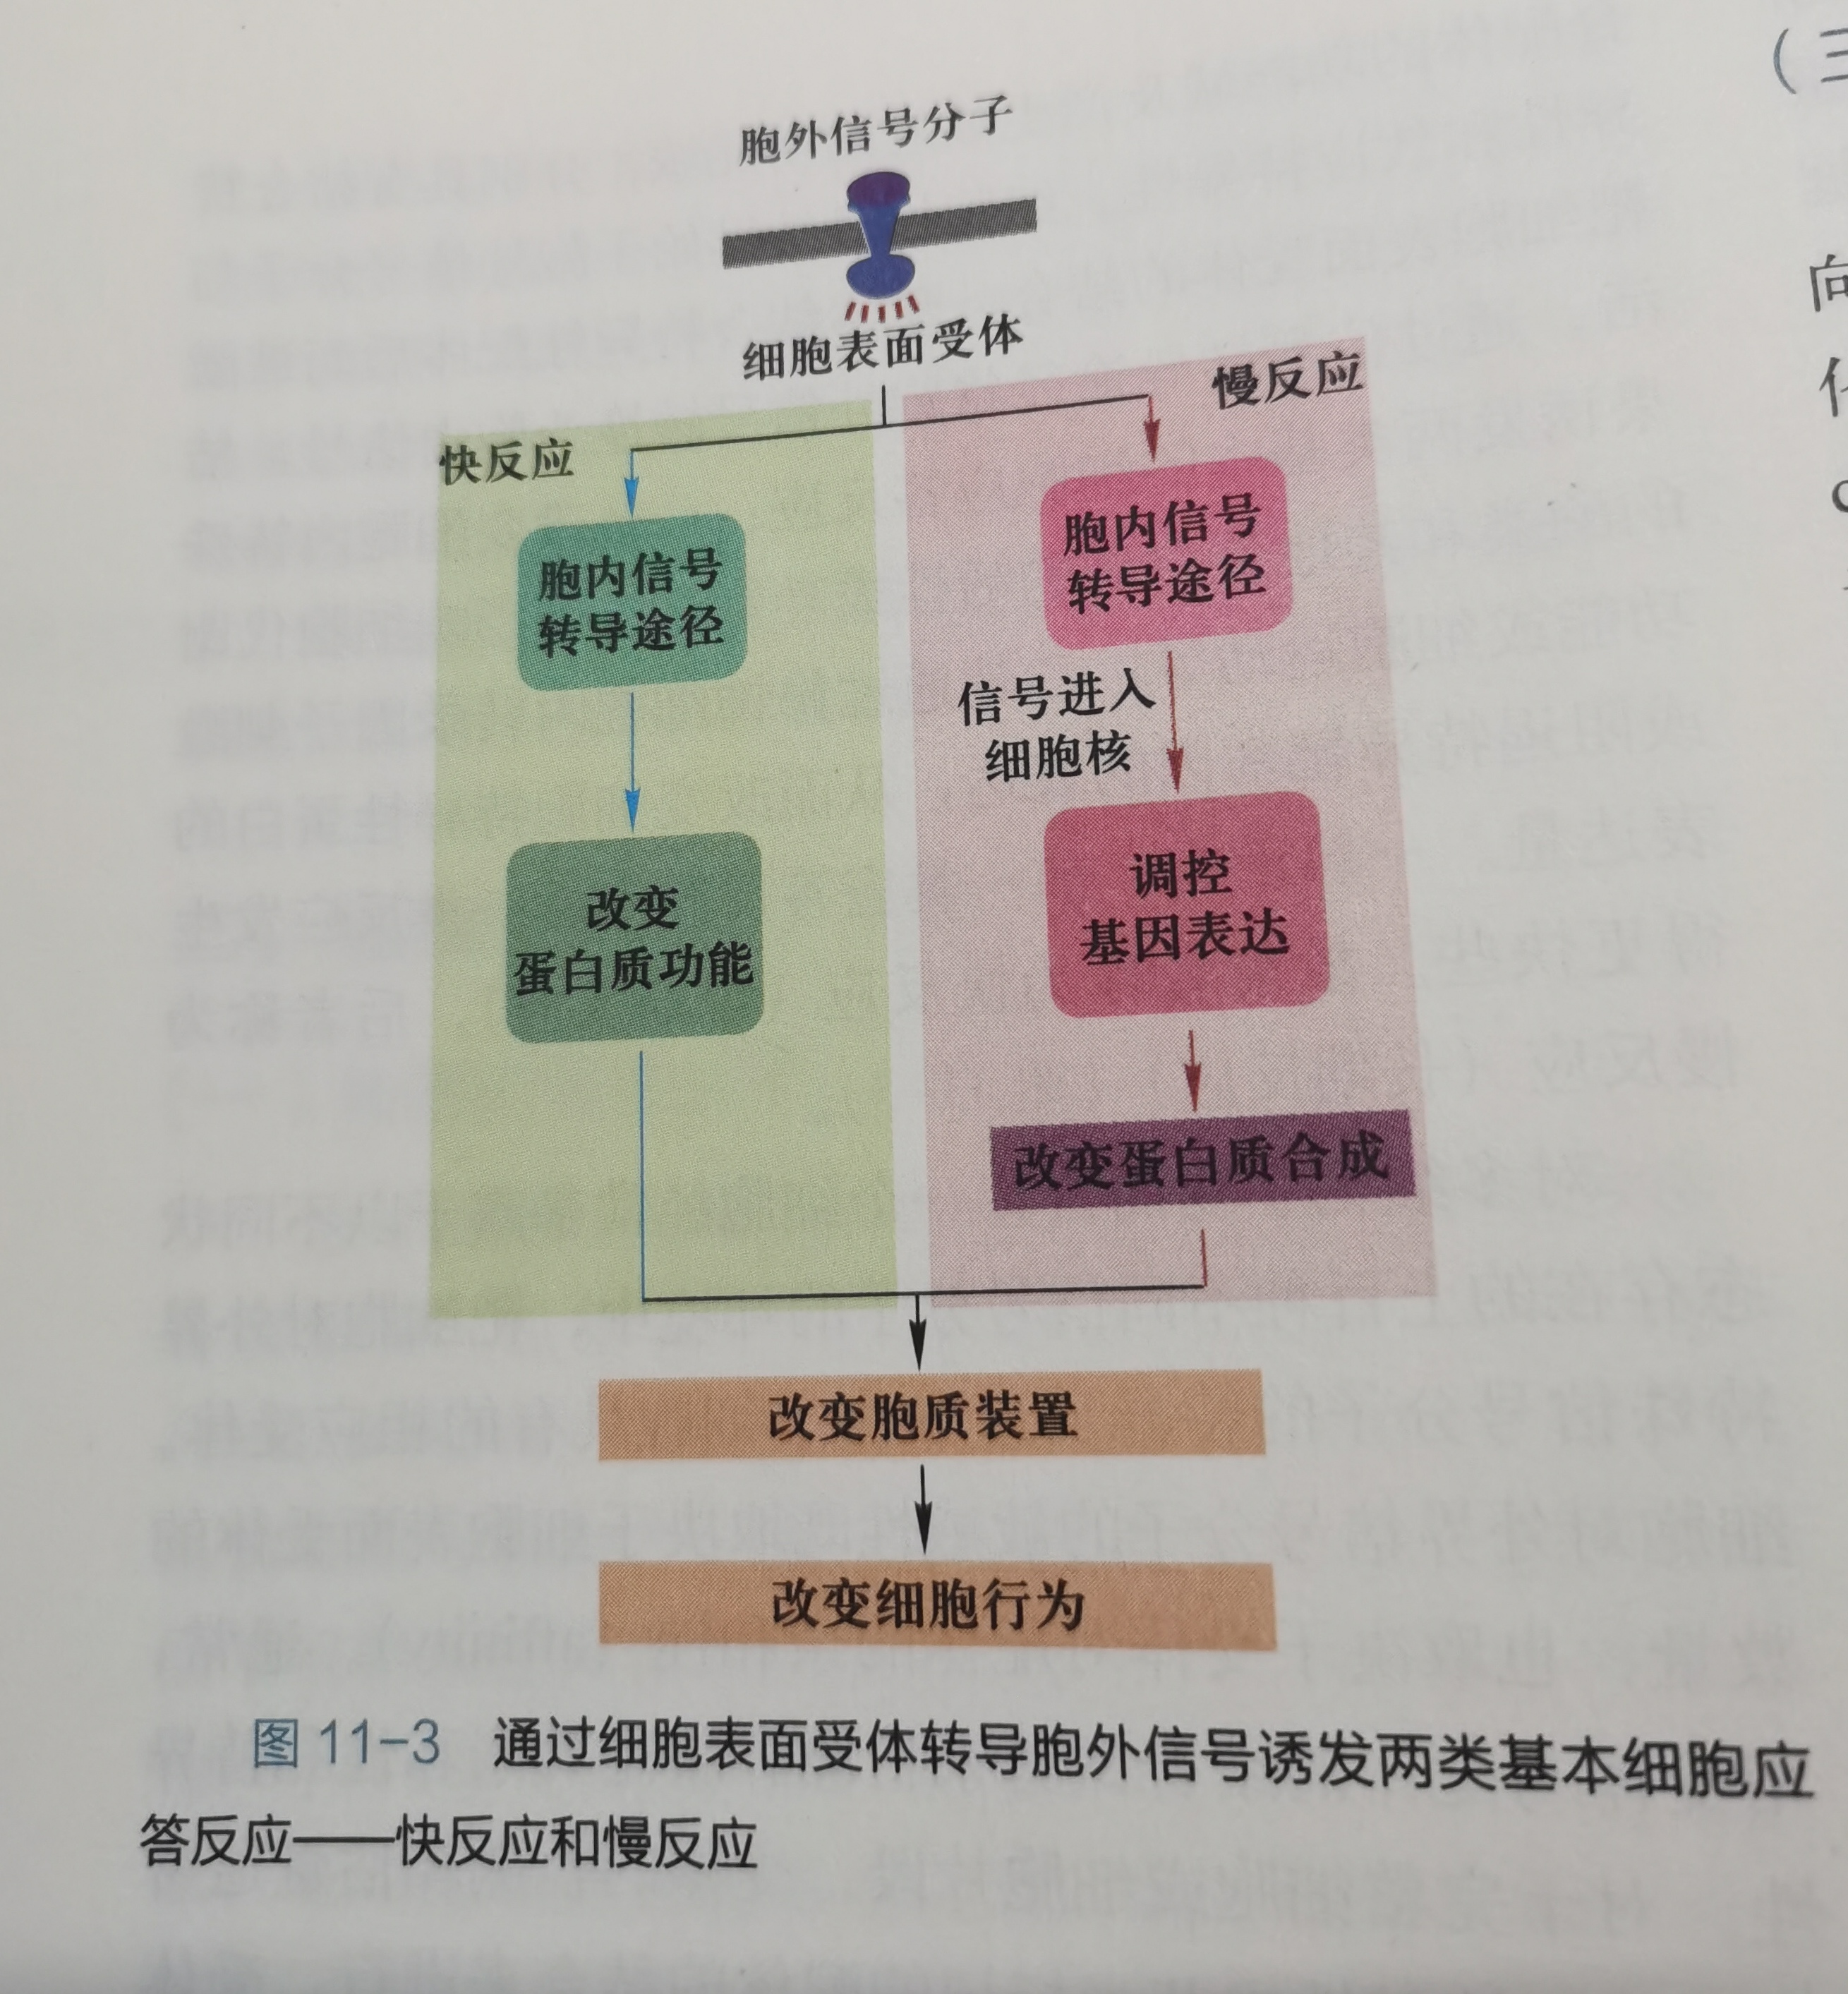 胞外信号分子
细胞表面受体
快反应
胞内信号
转导途径
改变
蛋白质功能
慢反应
胞内信号
转导途径
信号进入
细胞核
调控
基因表达
改变蛋白质合成
改变胞质装置
改变细胞行为
图 11-3 通过细胞表面受体转导胞外信号诱发两类基本细胞应
答反应——快反应和慢反应
(三
向